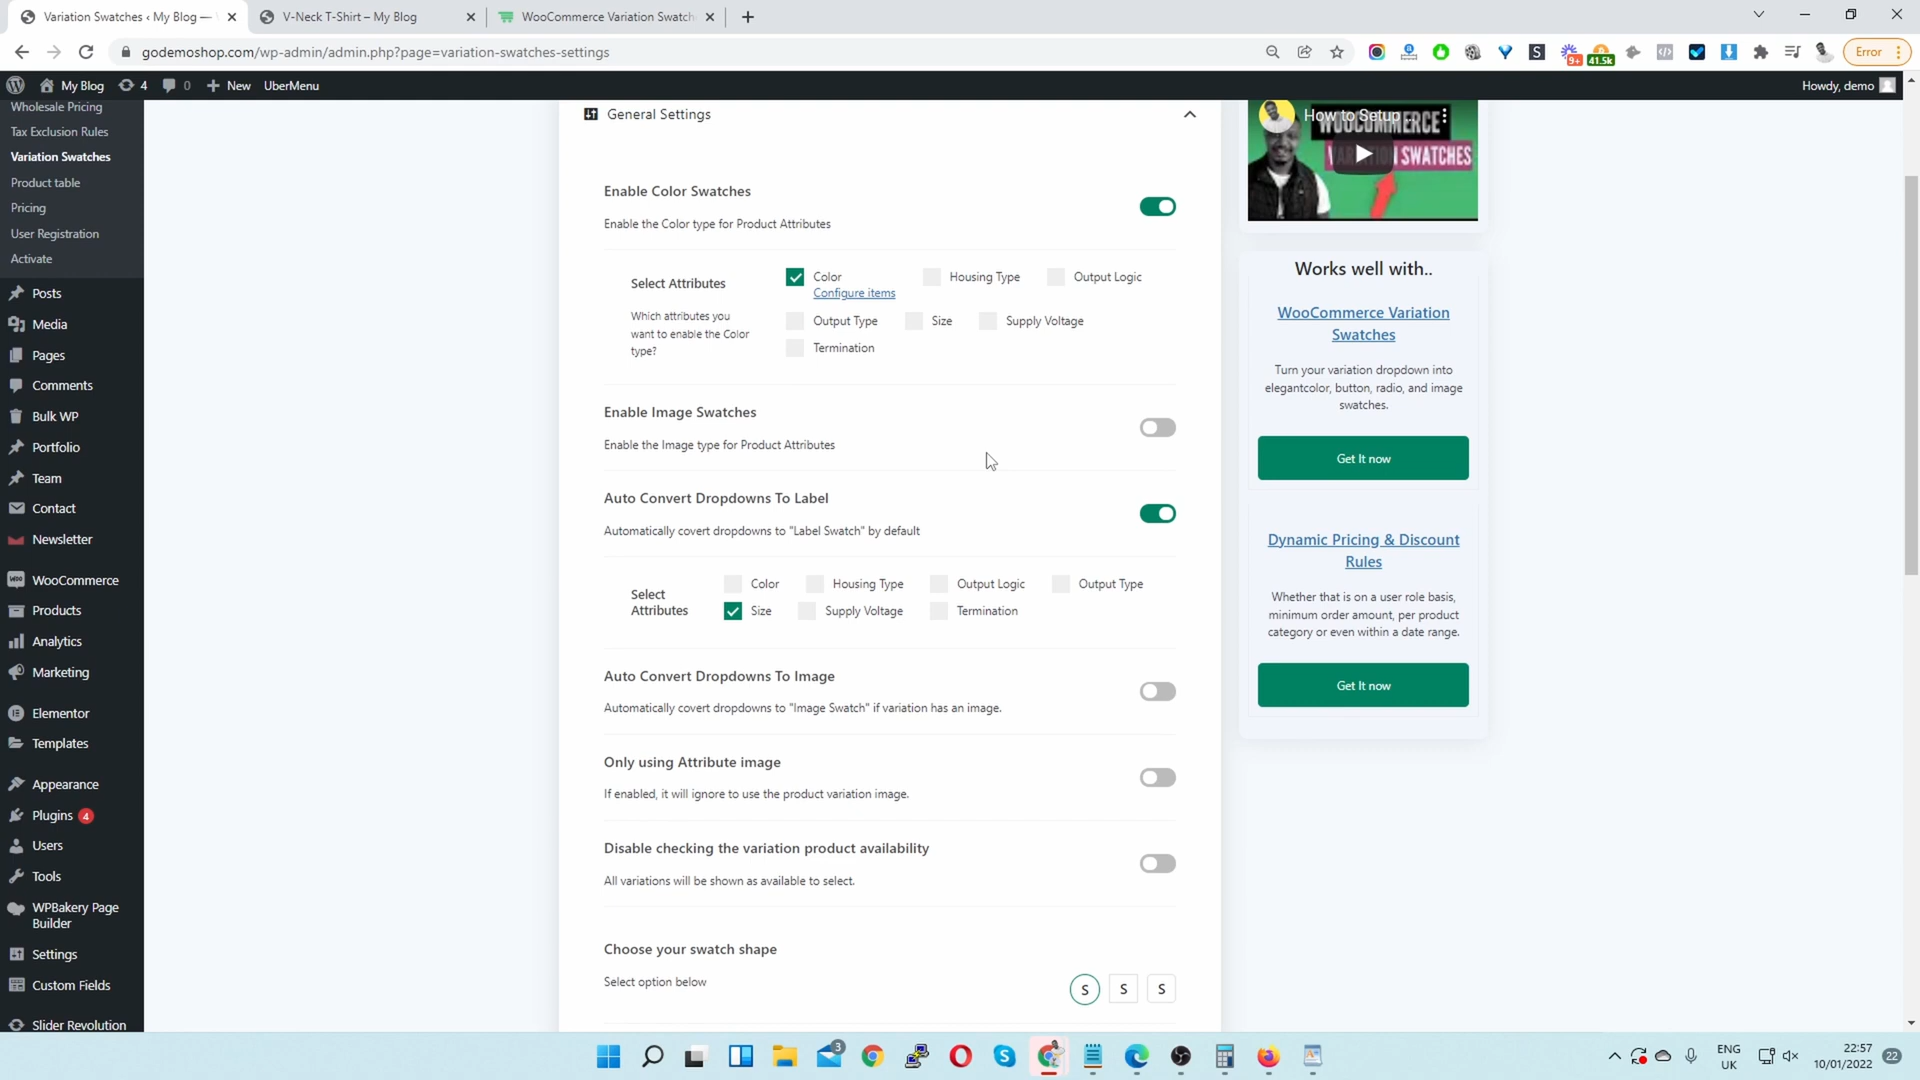 Variation Swatches ‹ My Blog —
V-Neck T-Shirt – My Blog
WooCommerce Variation Swatch
godemoshop.com/wp-admin/admin.php?page=variation-swatches-settings
9+
41.5k
Error
My Blog
4
0
New
UberMenu
Howdy, demo
Wholesale Pricing
Tax Exclusion Rules
Variation Swatches
Product table
Pricing
User Registration
Activate
Posts
Media
Pages
Comments
Bulk WP
Portfolio
Team
Contact
Newsletter
WooCommerce
Products
Analytics
Marketing
Elementor
Templates
Appearance
Plugins 4
Users
Tools
WPBakery Page
Builder
Settings
Custom Fields
Slider Revolution
General Settings
Enable Color Swatches
Enable the Color type for Product Attributes
Select Attributes
Which attributes you
want to enable the Color
type?
Color
Configure items
Housing Type
Output Logic
Output Type
Size
Supply Voltage
Termination
Enable Image Swatches
Enable the Image type for Product Attributes
Auto Convert Dropdowns To Label
Automatically covert dropdowns to "Label Swatch" by default
Select
Attributes
Color
Housing Type
Output Logic
Output Type
Size
Supply Voltage
Termination
Auto Convert Dropdowns To Image
Automatically covert dropdowns to "Image Swatch" if variation has an image.
Only using Attribute image
If enabled, it will ignore to use the product variation image.
Disable checking the variation product availability
All variations will be shown as available to select.
Choose your swatch shape
Select option below
S
S
S
How to Setup ...
WOOCOMMERCE
VARIATION SWATCHES
Works well with..
WooCommerce Variation
Swatches
Turn your variation dropdown into
elegantcolor, button, radio, and image
swatches.
Get It now
Dynamic Pricing & Discount
Rules
Whether that is on a user role basis,
minimum order amount, per product
category or even within a date range.
Get It now
3
ENG
UK
22:57
10/01/2022
22